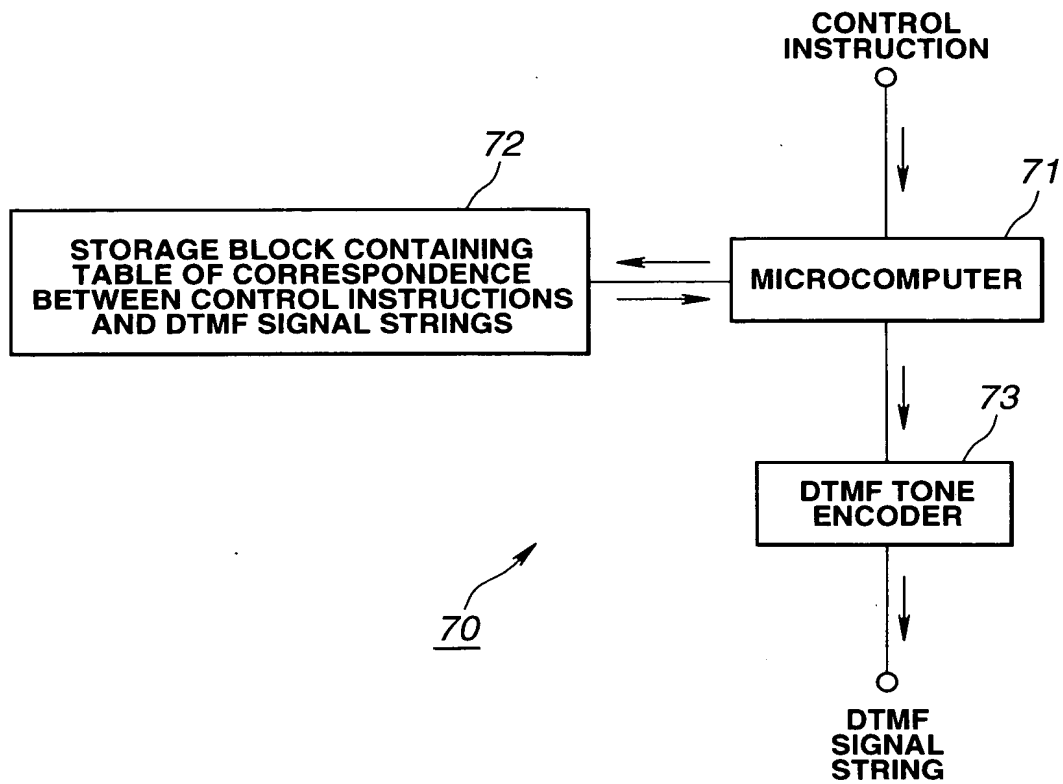 CONTROL
INSTRUCTION
72
71
STORAGE BLOCK CONTAINING
TABLE OF CORRESPONDENCE
BETWEEN CONTROL INSTRUCTIONS
AND DTMF SIGNAL STRINGS
MICROCOMPUTER
73
DTMF TONE
ENCODER
70
DTMF
SIGNAL
STRING